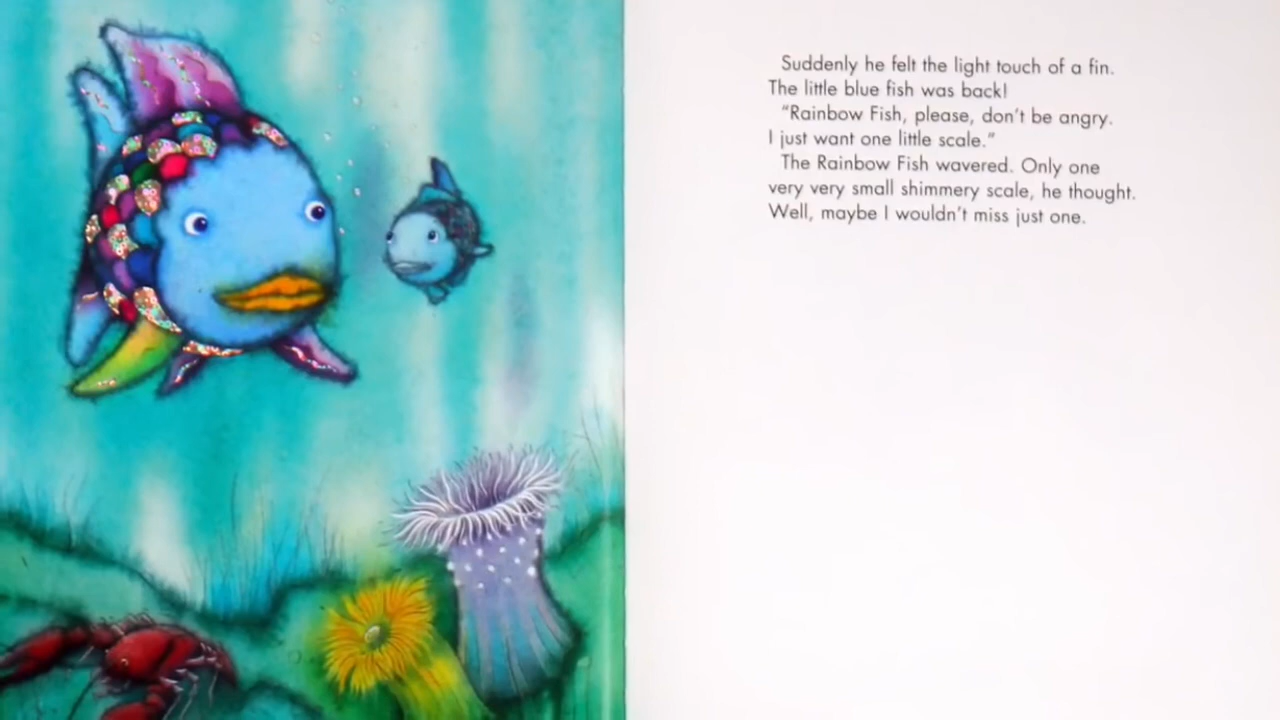 Suddenly he felt the light touch of a fin.
The little blue fish was back!
“Rainbow Fish, please, don’t be angry.
I just want one little scale.”
The Rainbow Fish wavered. Only one
very very small shimmery scale, he thought.
Well, maybe I wouldn’t miss just one.